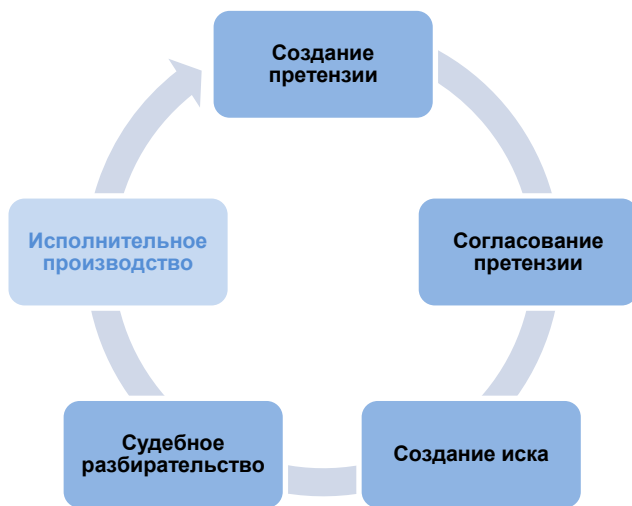 Создание
претензии
Согласование
претензии
Создание иска
Судебное
разбирательство
Исполнительное
производство